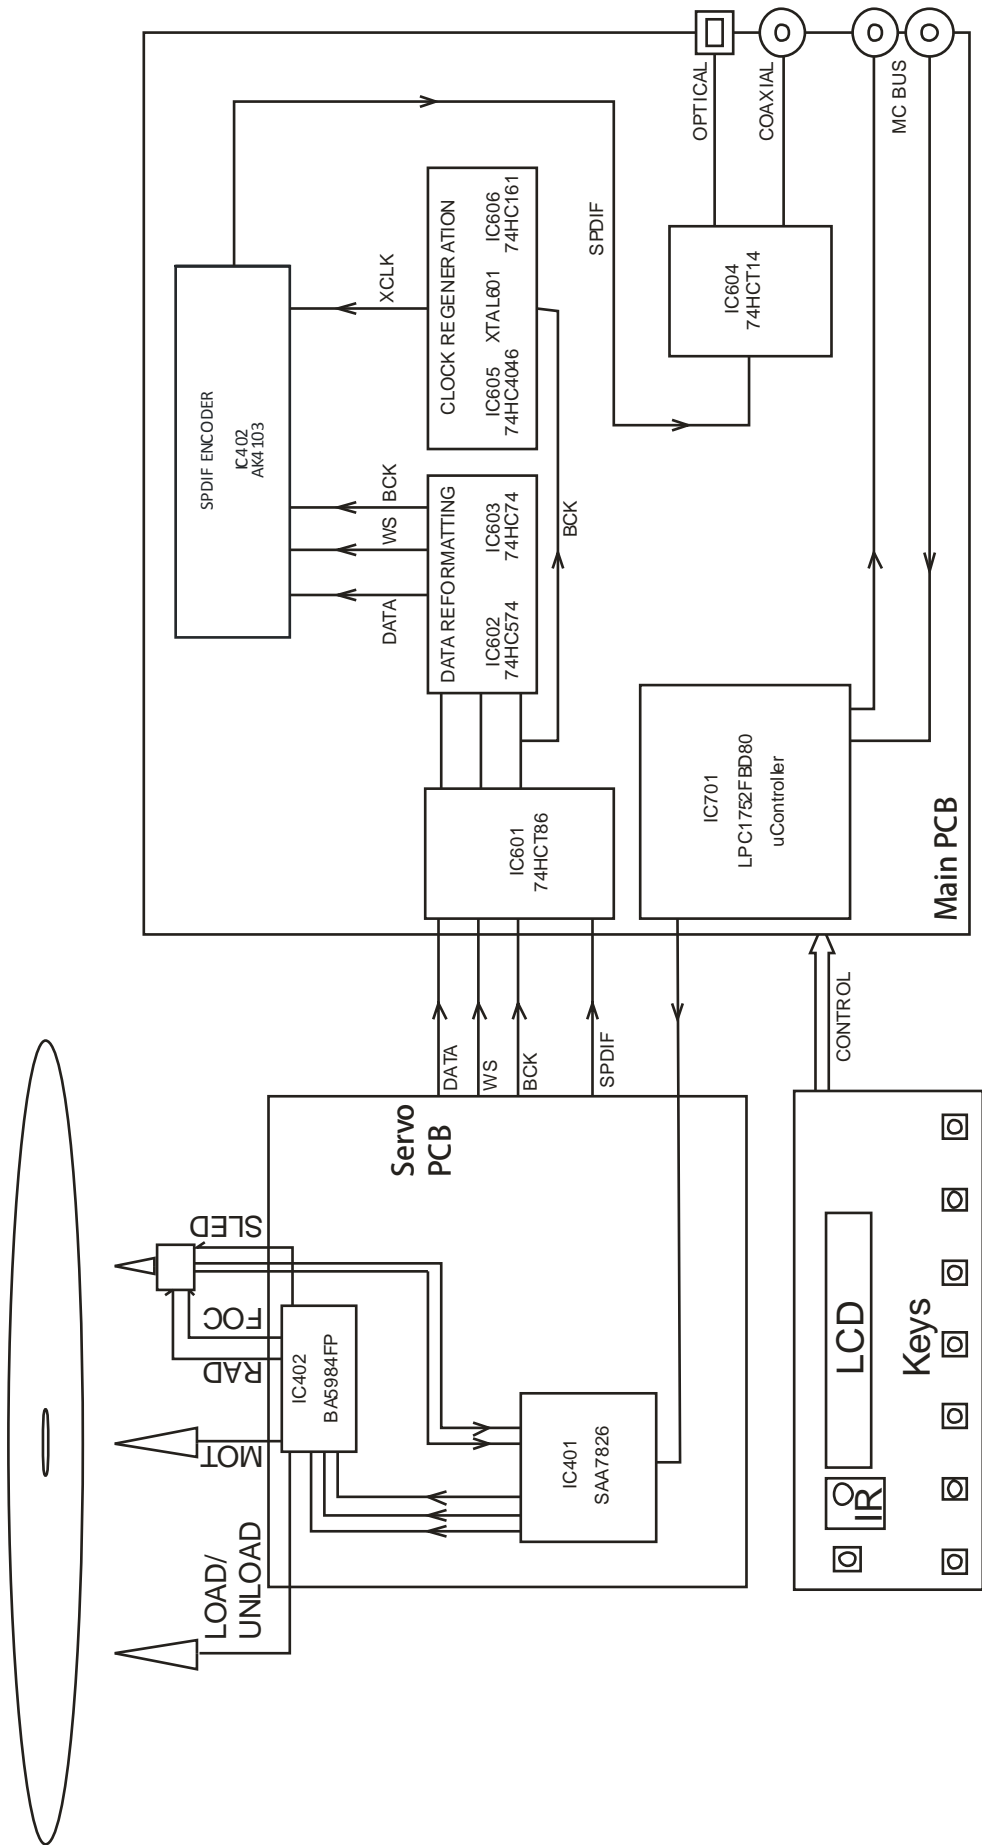 LOAD/
UNLOAD
MOT
RAD
FOC
SLED
IC402
BA5984FP
IC401
SAA7826
Servo
PCB
DATA
WS
BCK
SPDIF
IR
LCD
Keys
CONTROL
SPDIF ENCODER
IC402
AK4103
DATA
WS
BCK
XCLK
DATA REFORMATTING
IC602 IC603
74HC574 74HC74
CLOCK REGENERATION
IC605 XTAL601 IC606
74HC4046 74HC161
IC601
74HCT86
BCK
SPDIF
IC604
74HCT14
OPTICAL
COAXIAL
MC BUS
IC701
LPC1752FBD80
uController
Main PCB